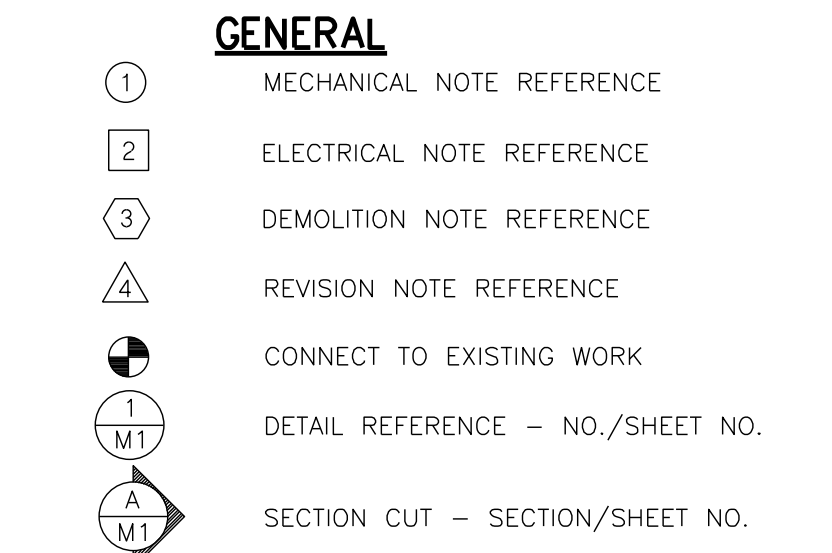 GENERAL
1 MECHANICAL NOTE REFERENCE
2 ELECTRICAL NOTE REFERENCE
3 DEMOLITION NOTE REFERENCE
4 REVISION NOTE REFERENCE
CONNECT TO EXISTING WORK
1
M1 DETAIL REFERENCE – NO./SHEET NO.
A
M1 SECTION CUT – SECTION/SHEET NO.